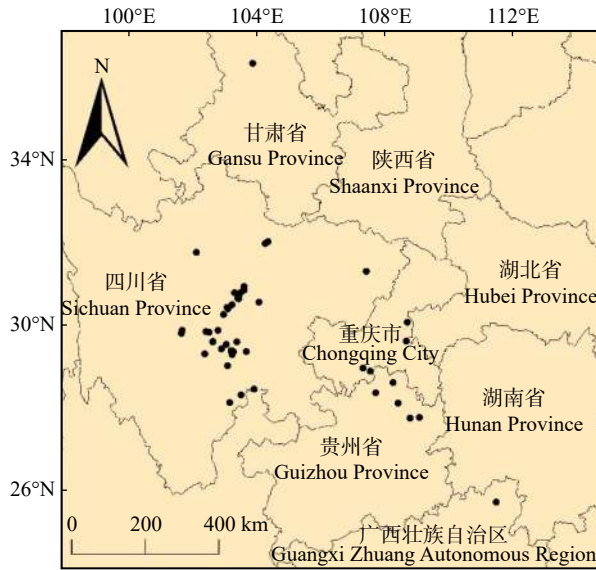 100°E 104°E 108°E 112°E
N
34°N
甘肃省
Gansu Province
陕西省
Shaanxi Province
四川省
Sichuan Province
湖北省
Hubei Province
30°N
重庆市
Chongqing City
湖南省
Hunan Province
贵州省
Guizhou Province
26°N
0 200 400 km
广西壮族自治区
Guangxi Zhuang Autonomous Region